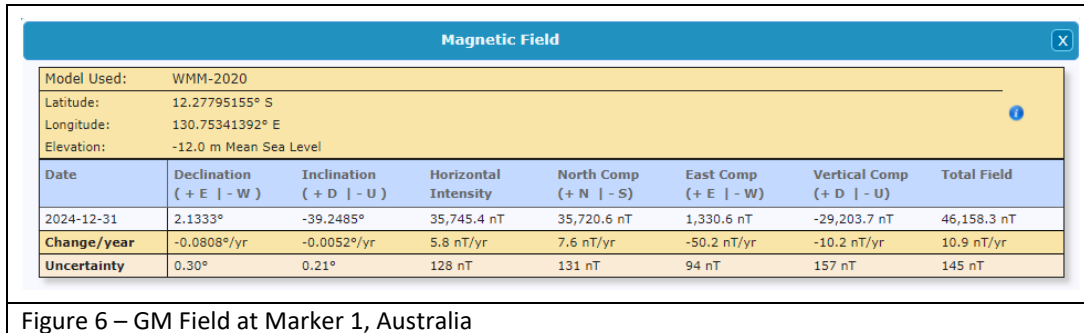 Magnetic Field
X
Model Used: WMM-2020
Latitude: 12.27795155° S
Longitude: 130.75341392° E
i
Elevation: -12.0 m Mean Sea Level
Date Declination Inclination Horizontal North Comp East Comp Vertical Comp Total Field
( + E | - W ) ( + D | - U ) Intensity (+ N | - S) (+ E | - W) (+ D | - U)
2024-12-31 2.1333° -39.2485° 35,745.4 nT 35,720.6 nT 1,330.6 nT -29,203.7 nT 46,158.3 nT
Change/year -0.0808°/yr -0.0052°/yr 5.8 nT/yr 7.6 nT/yr -50.2 nT/yr -10.2 nT/yr 10.9 nT/yr
Uncertainty 0.30° 0.21° 128 nT 131 nT 94 nT 157 nT 145 nT
Figure 6 – GM Field at Marker 1, Australia